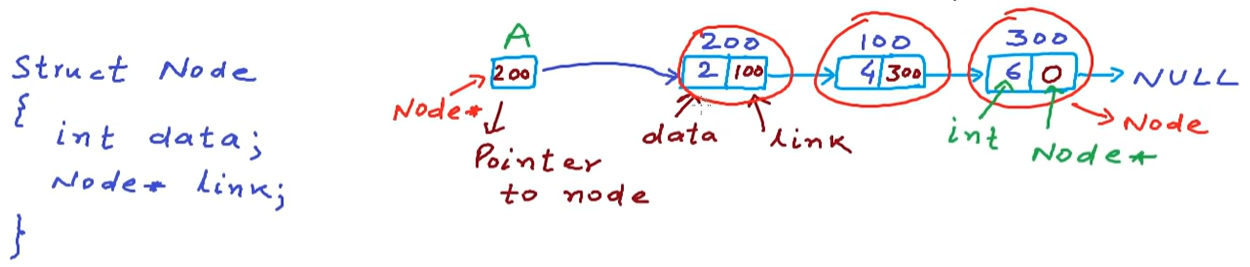 Struct Node
{
int data;
Node* link;
}
A
200
Node*
Pointer
to node
200
2 100
data
link
100
4 300
300
6 0
int
Node*
Node
NULL